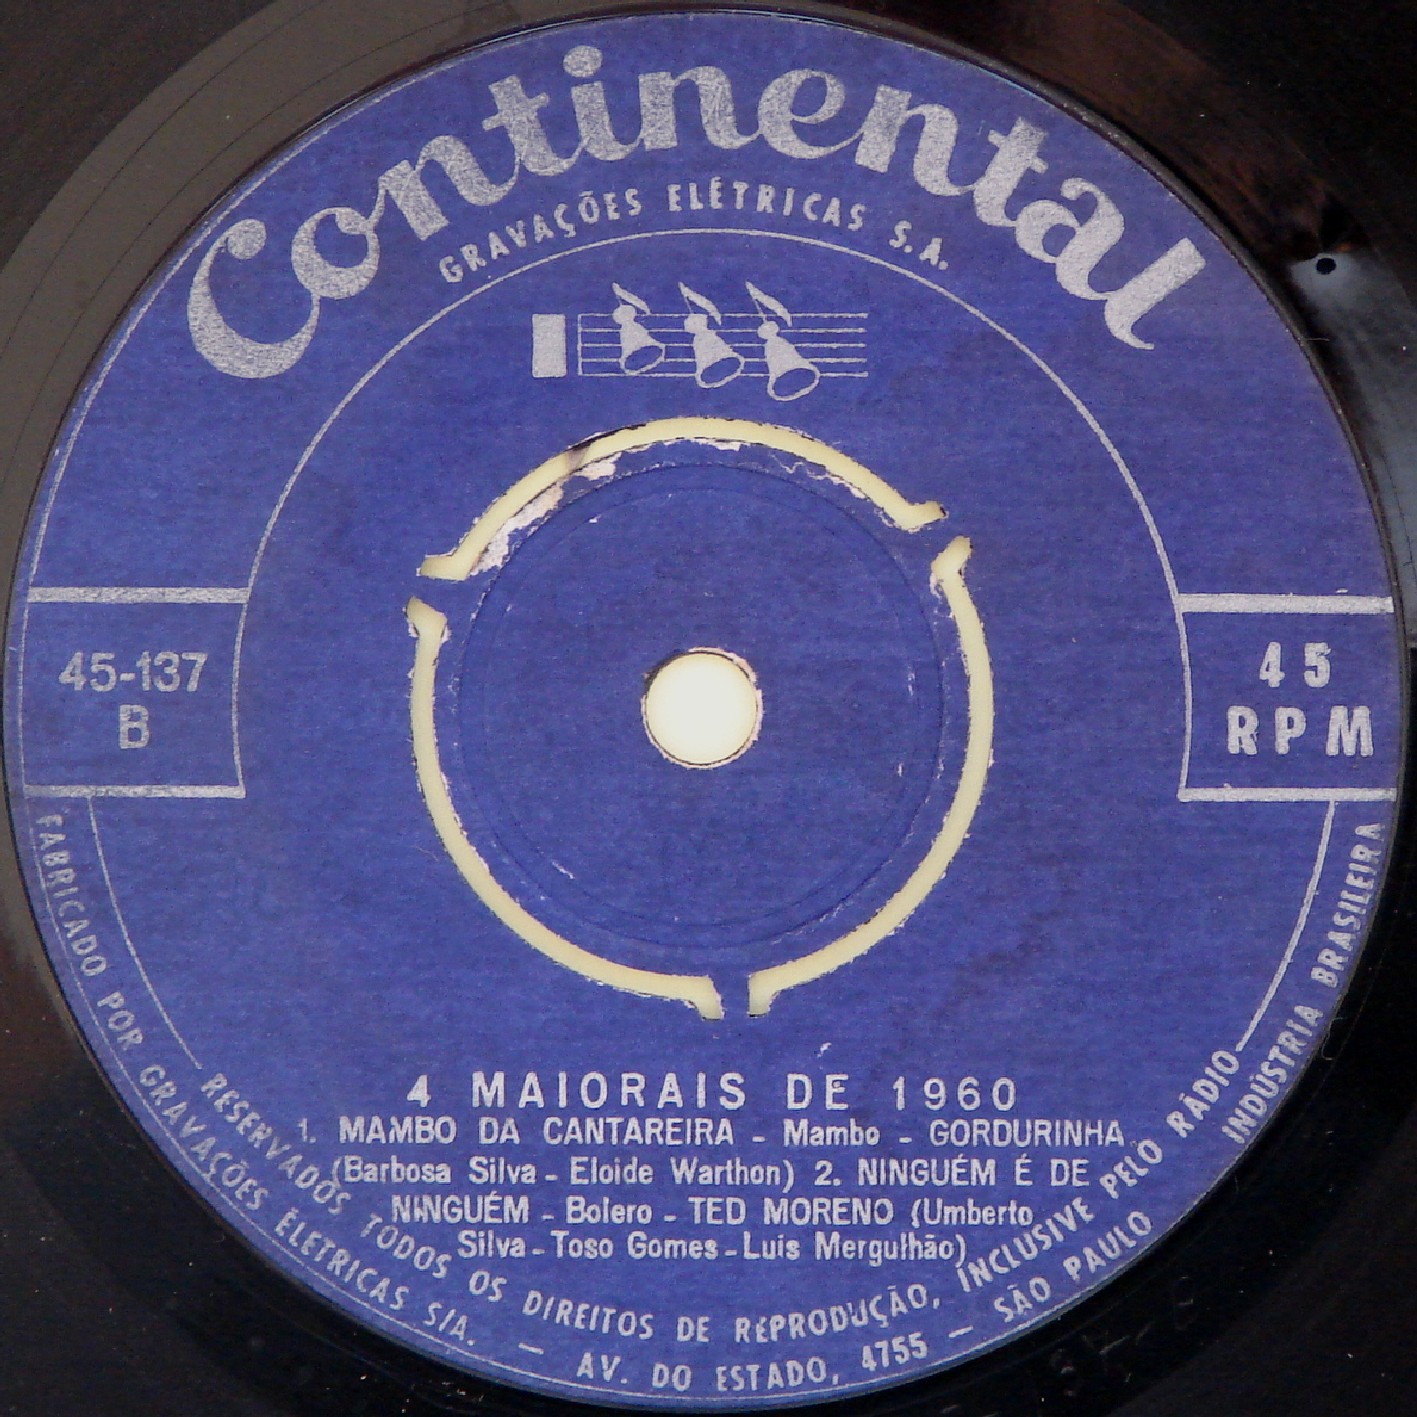 Continental
GRAVAÇÕES ELÉTRICAS S.A.
45-137
B
45
RPM
4 MAIORAIS DE 1960
1. MAMBO DA CANTAREIRA - Mambo - GORDURINHA
(Barbosa Silva - Eloide Warthon) 2. NINGUÉM É DE
NINGUÉM - Bolero - TED MORENO (Umberto
Silva - Toso Gomes - Luis Mergulhão)
RESERVADOS TODOS OS DIREITOS DE REPRODUÇÃO, INCLUSIVE PELO RÁDIO
FABRICADO POR GRAVAÇÕES ELÉTRICAS S/A. — AV. DO ESTADO, 4755 — SÃO PAULO INDÚSTRIA BRASILEIRA